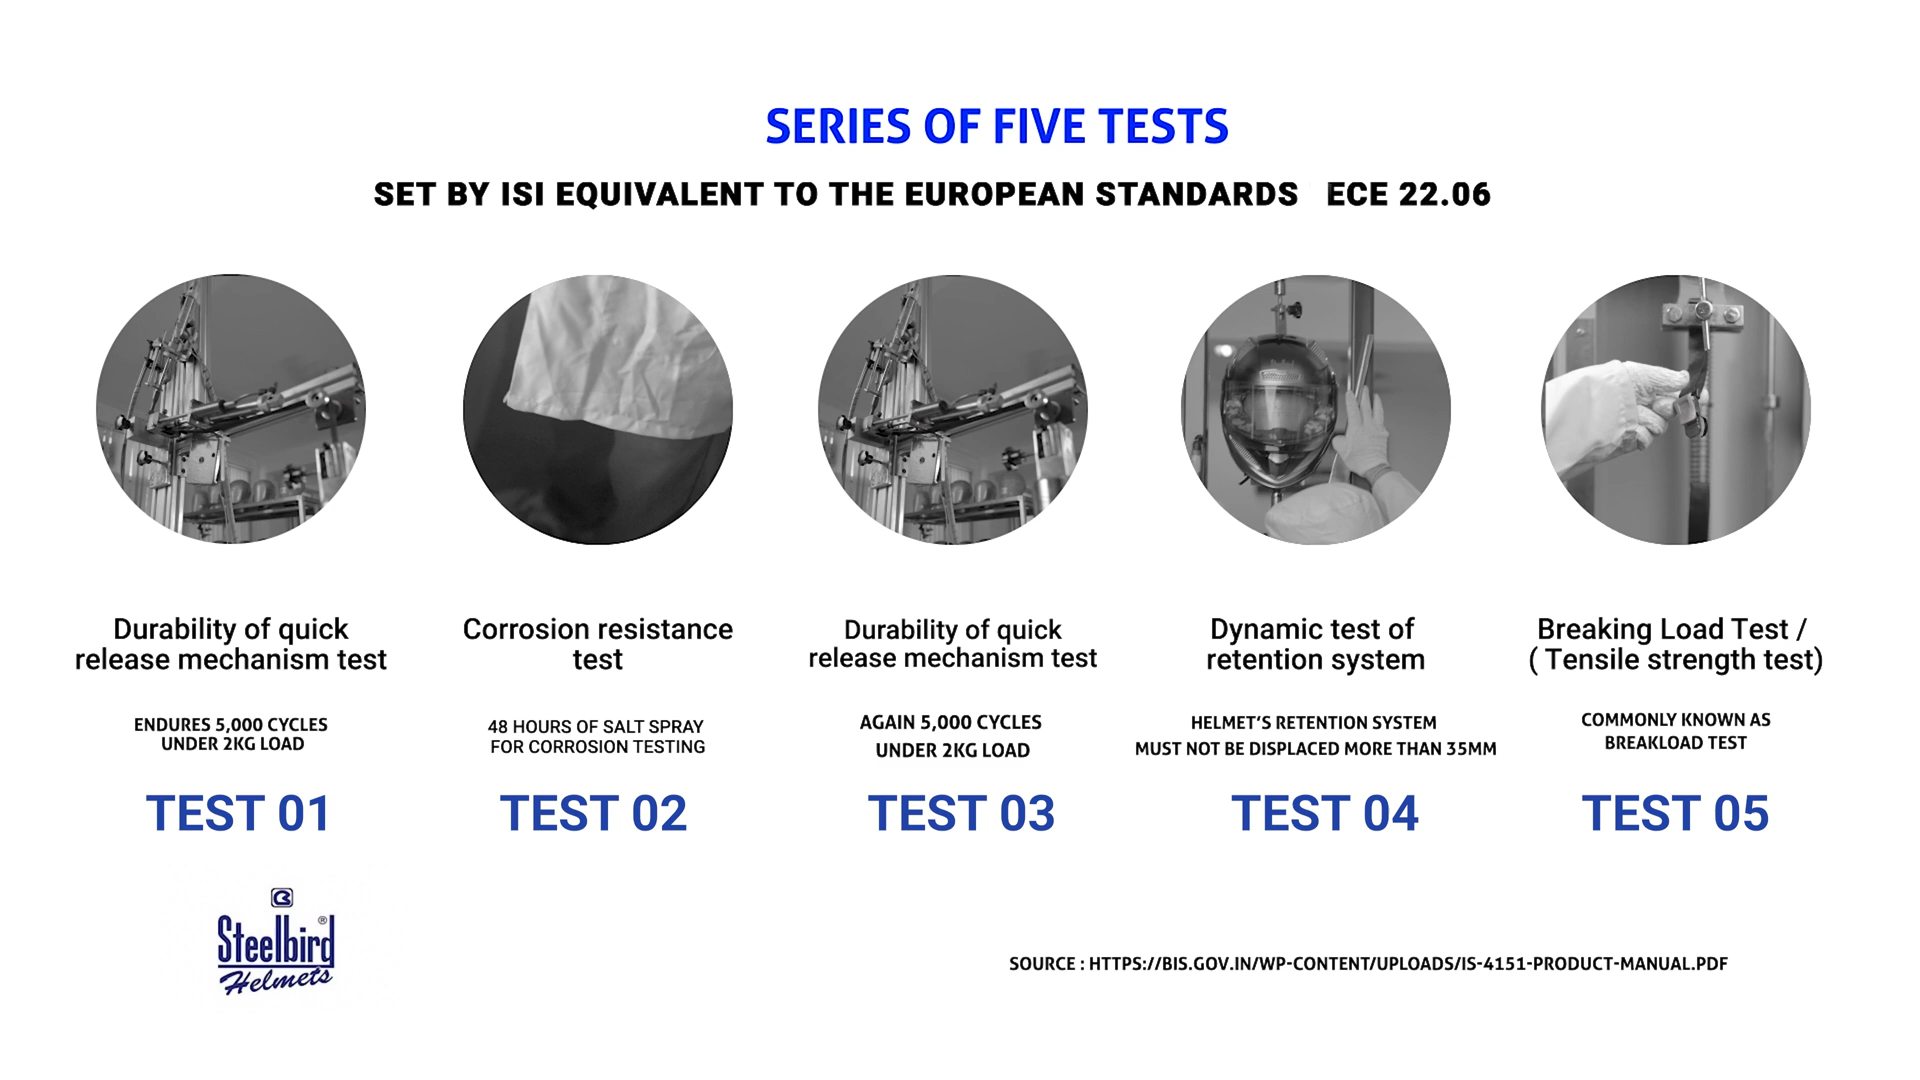 SERIES OF FIVE TESTS
SET BY ISI EQUIVALENT TO THE EUROPEAN STANDARDS ECE 22.06
Durability of quick
release mechanism test
ENDURES 5,000 CYCLES
UNDER 2KG LOAD
TEST 01
Corrosion resistance
test
48 HOURS OF SALT SPRAY
FOR CORROSION TESTING
TEST 02
Durability of quick
release mechanism test
AGAIN 5,000 CYCLES
UNDER 2KG LOAD
TEST 03
Dynamic test of
retention system
HELMET'S RETENTION SYSTEM
MUST NOT BE DISPLACED MORE THAN 35MM
TEST 04
Breaking Load Test /
( Tensile strength test)
COMMONLY KNOWN AS
BREAKLOAD TEST
TEST 05
Steelbird®
Helmets
SOURCE : HTTPS://BIS.GOV.IN/WP-CONTENT/UPLOADS/IS-4151-PRODUCT-MANUAL.PDF